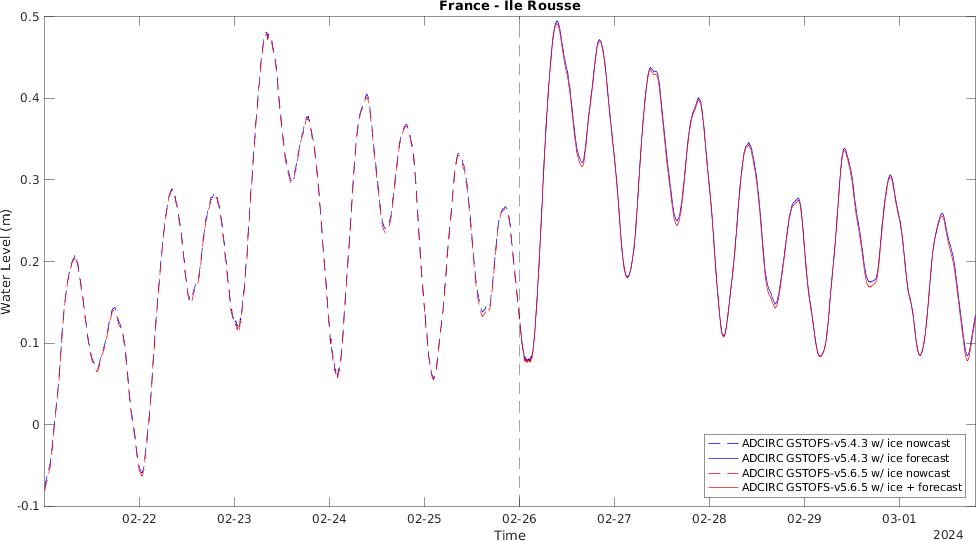 France - Ile Rousse
0.5
0.4
0.3
0.2
0.1
0
-0.1
Water Level (m)
02-22
02-23
02-24
02-25
02-26
02-27
02-28
02-29
03-01
Time
2024
ADCIRC GSTOFS-v5.4.3 w/ ice nowcast
ADCIRC GSTOFS-v5.4.3 w/ ice forecast
ADCIRC GSTOFS-v5.6.5 w/ ice nowcast
ADCIRC GSTOFS-v5.6.5 w/ ice + forecast